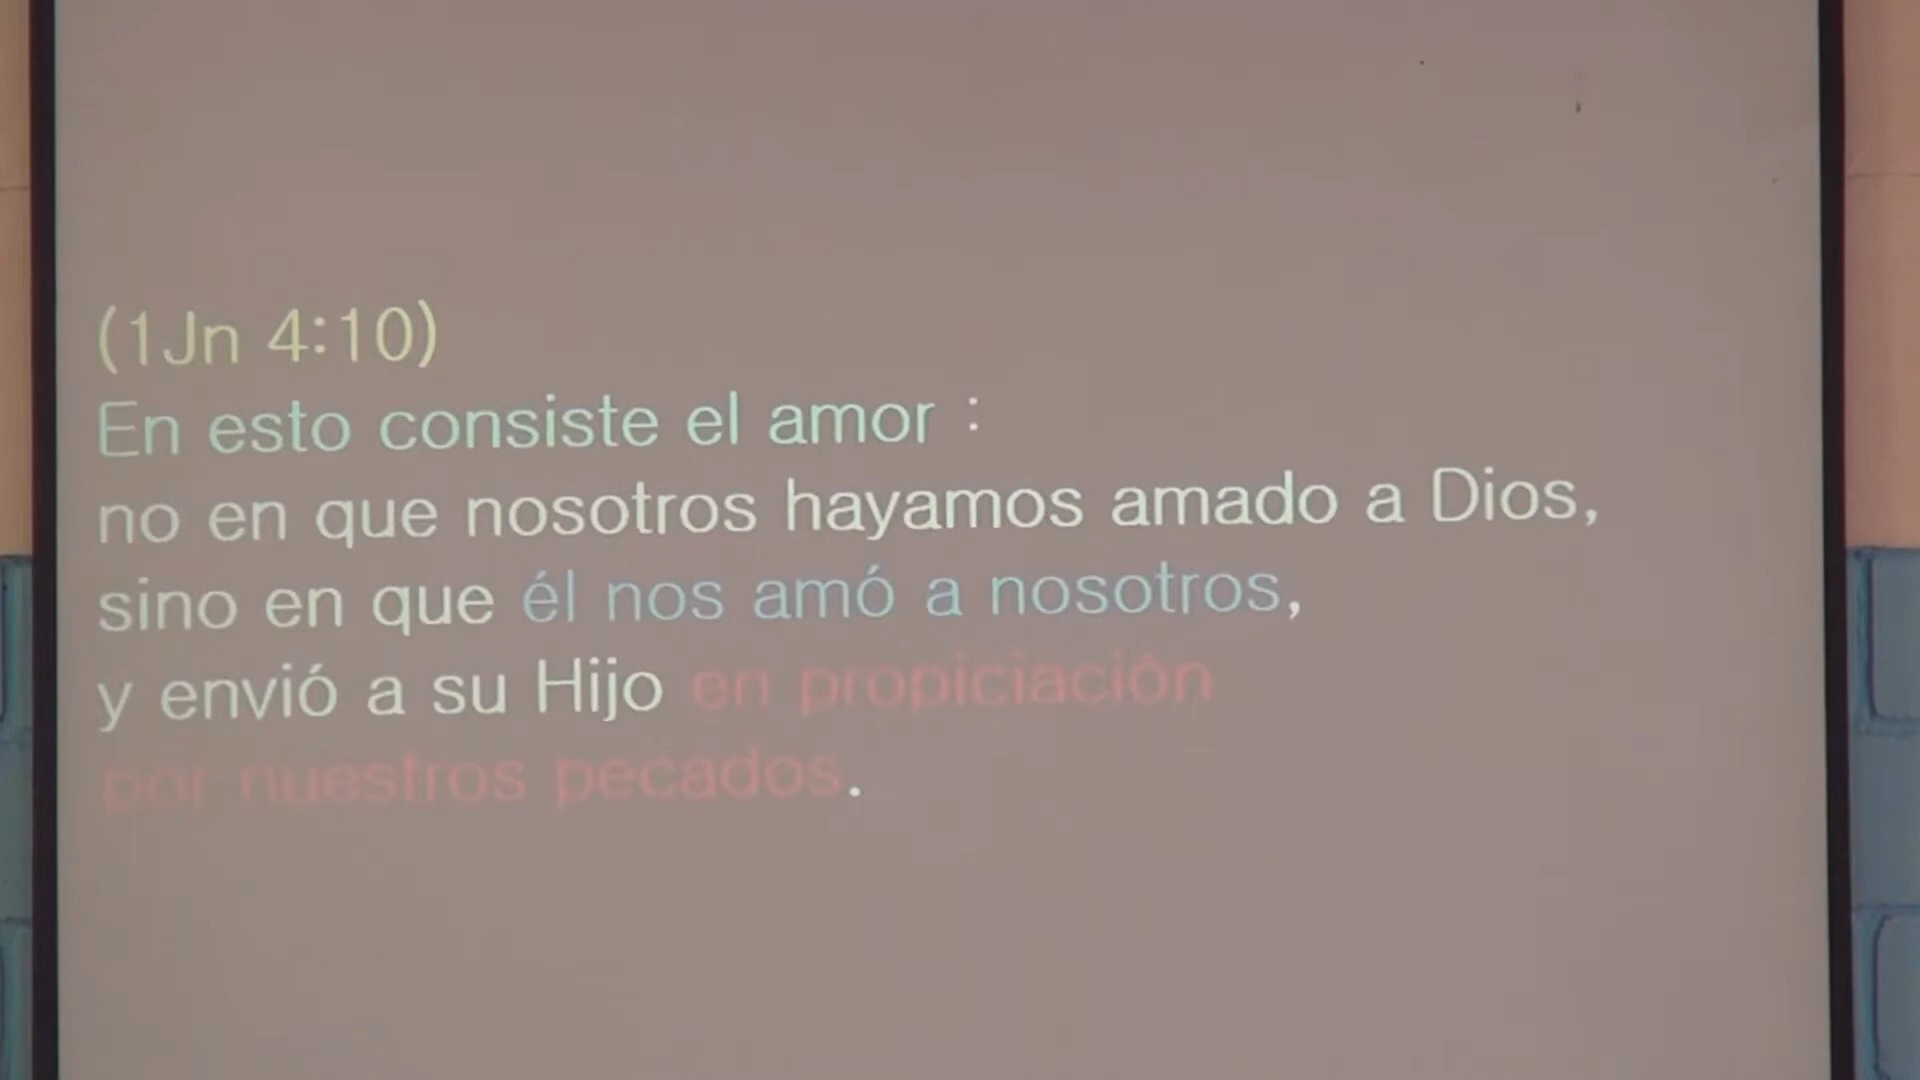 (1Jn 4:10)
En esto consiste el amor :
no en que nosotros hayamos amado a Dios,
sino en que él nos amó a nosotros,
y envió a su Hijo en propiciación
por nuestros pecados.